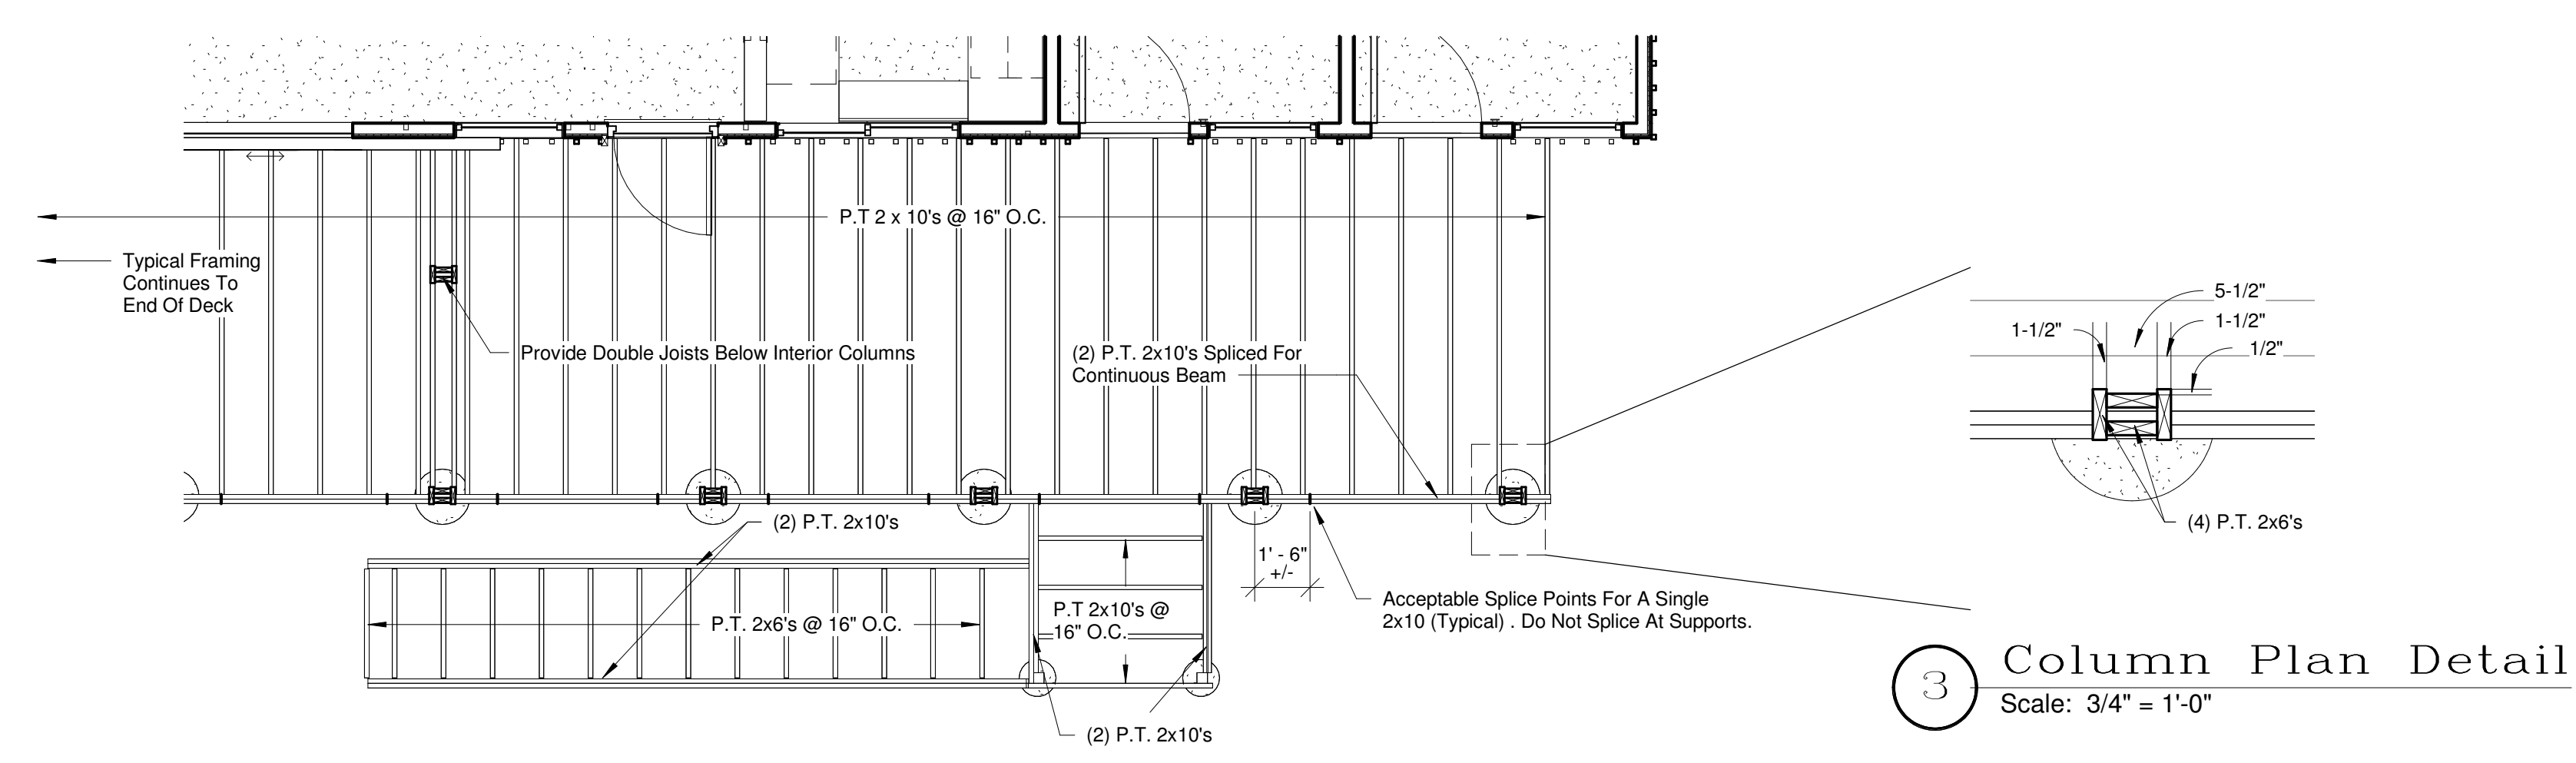 P.T 2 x 10's @ 16" O.C.
Typical Framing
Continues To
End Of Deck
Provide Double Joists Below Interior Columns
(2) P.T. 2x10's Spliced For
Continuous Beam
(2) P.T. 2x10's
P.T. 2x6's @ 16" O.C.
P.T 2x10's @
16" O.C.
1' - 6"
+/-
Acceptable Splice Points For A Single
2x10 (Typical) . Do Not Splice At Supports.
(2) P.T. 2x10's
5-1/2"
1-1/2"
1-1/2"
1/2"
(4) P.T. 2x6's
3
Column Plan Detail
Scale: 3/4" = 1'-0"